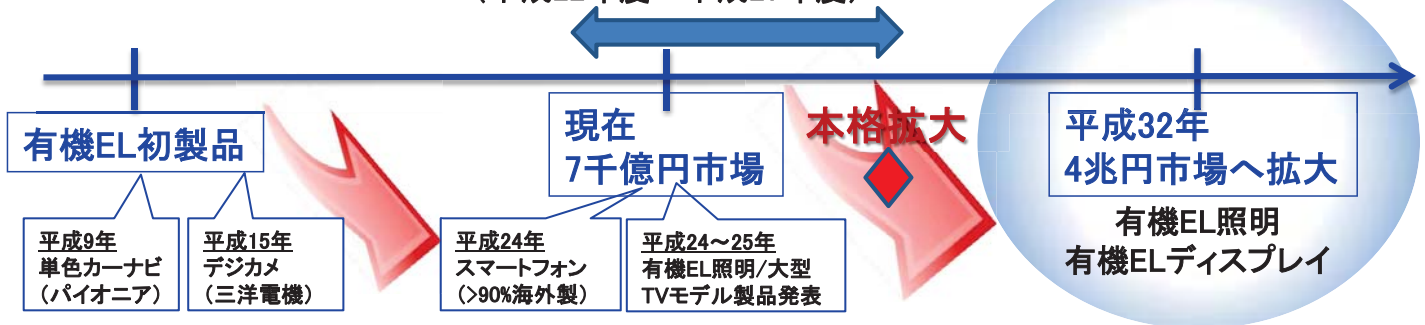 有機EL初製品
平成9年
単色カーナビ
（パイオニア）
平成15年
デジカメ
（三洋電機）
現在
7千億円市場
平成24年
スマートフォン
（>90%海外製）
平成24～25年
有機EL照明/大型
TVモデル製品発表
本格拡大
平成32年
4兆円市場へ拡大
有機EL照明
有機ELディスプレイ